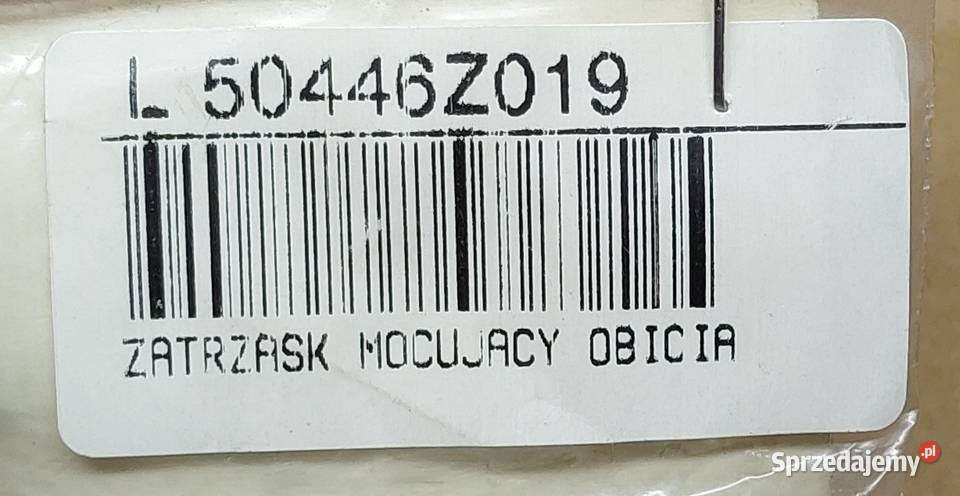 L 50446Z019
ZATRZASK MOCUJACY OBICIA
Sprzedajemy.pl